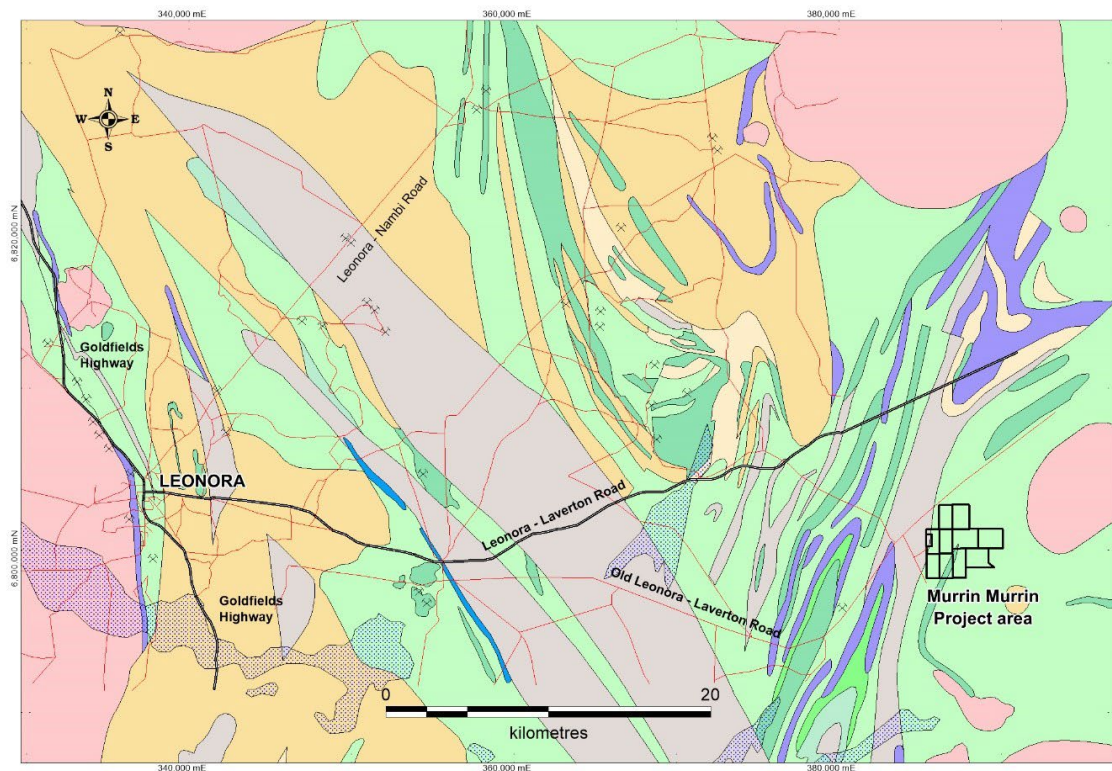 340,000 mE
360,000 mE
380,000 mE
N
W E
S
6,820,000 mN
Leonora - Nambi Road
Goldfields
Highway
LEONORA
Leonora - Laverton Road
6,800,000 mN
Old Leonora - Laverton Road
Murrin Murrin
Project area
Goldfields
Highway
0 20
kilometres
340,000 mE
360,000 mE
380,000 mE